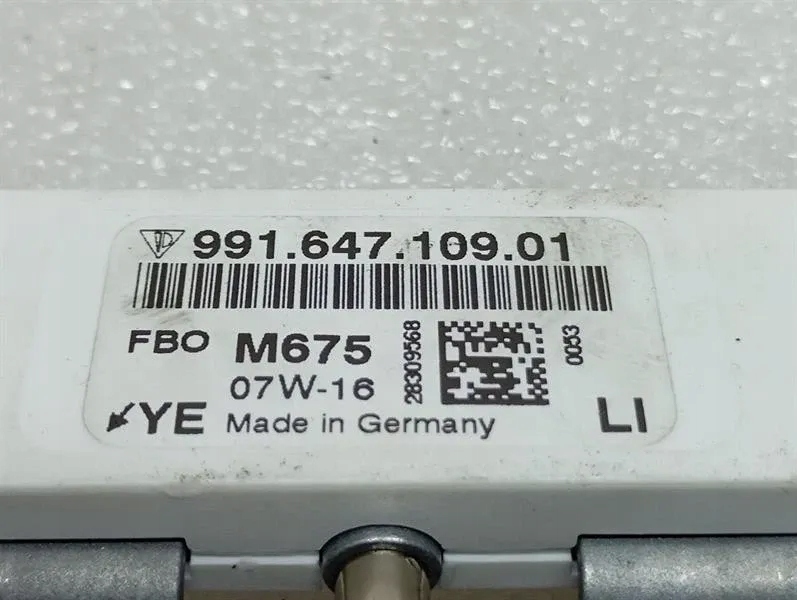 991.647.109.01
FBO M675
07W-16
28309568
0053
YE Made in Germany
LI